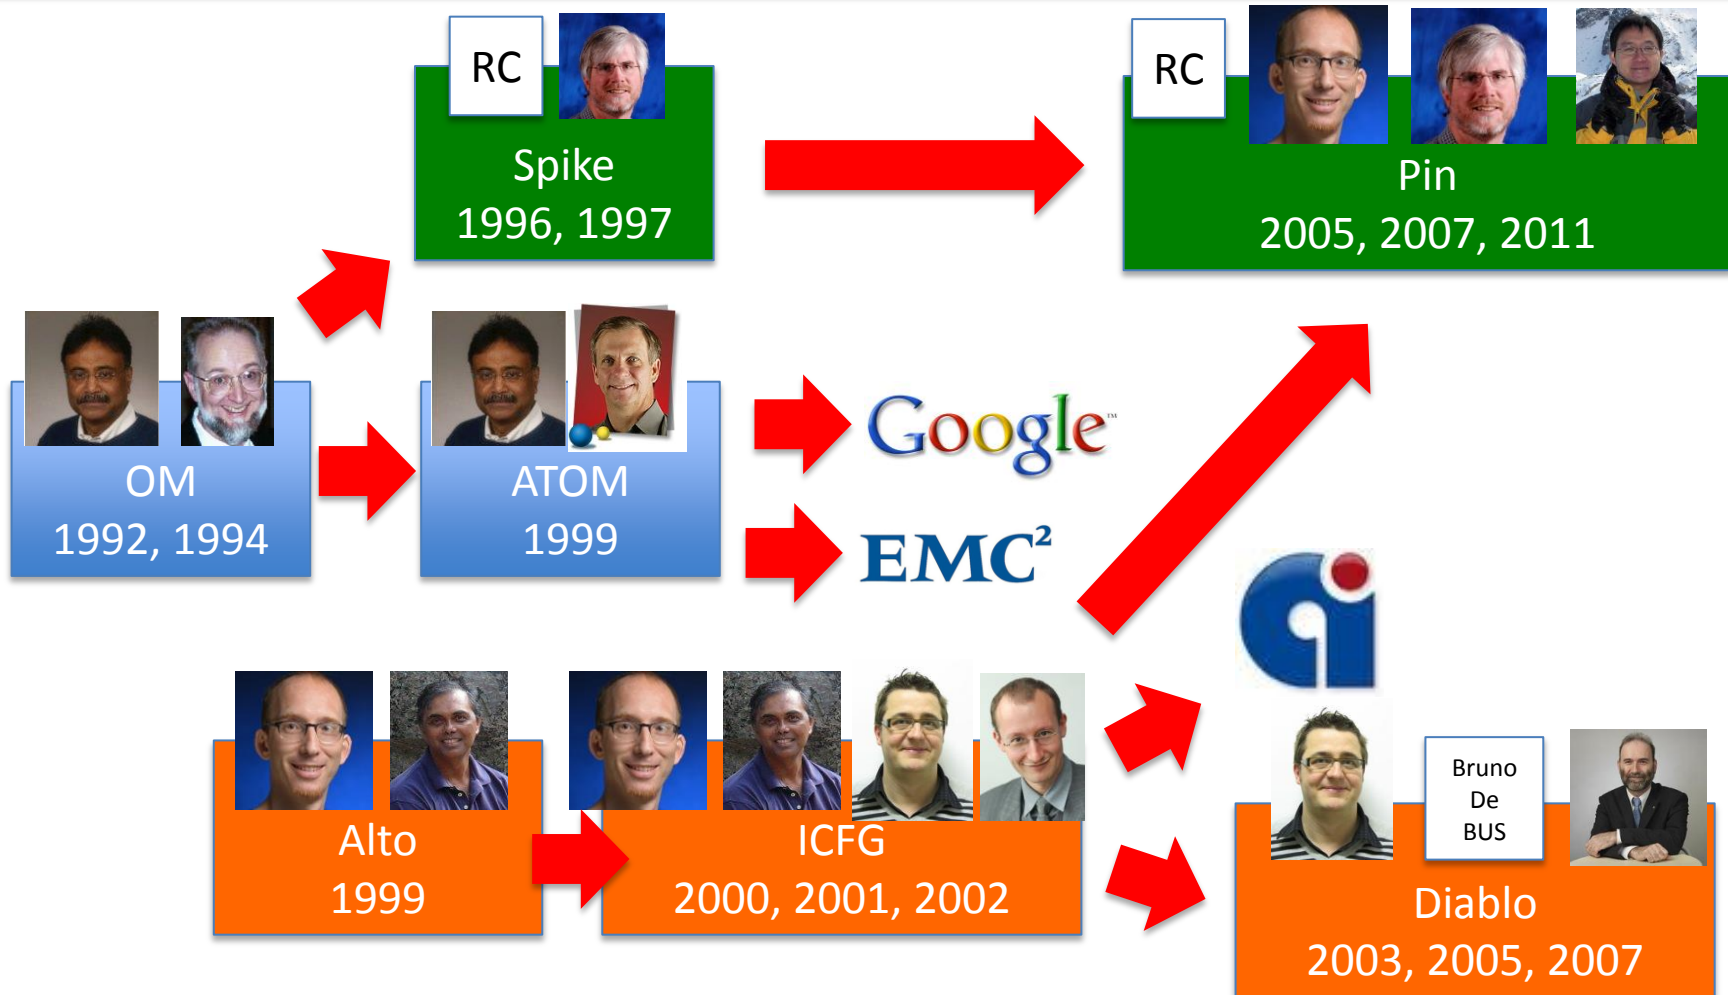 RC
Spike
1996, 1997
RC
Pin
2005, 2007, 2011
OM
1992, 1994
ATOM
1999
Google™
EMC²
Alto
1999
ICFG
2000, 2001, 2002
Bruno
De
BUS
Diablo
2003, 2005, 2007